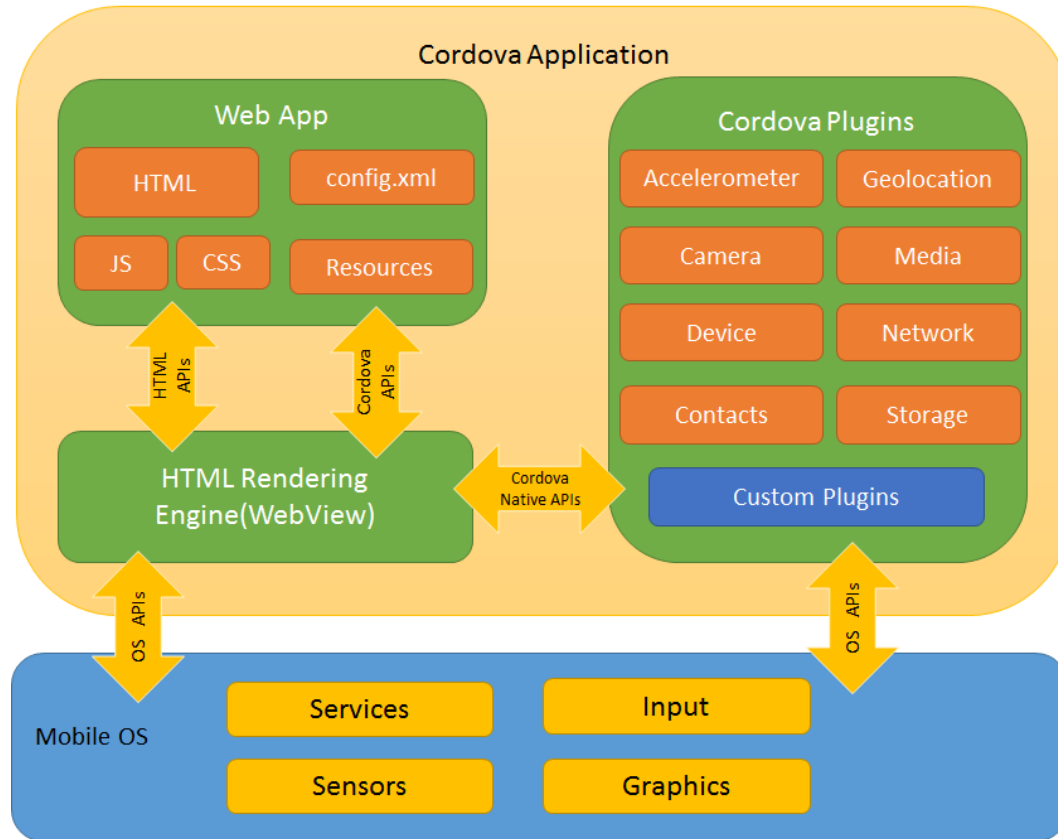 Cordova Application
Web App
HTML
config.xml
JS
CSS
Resources
HTML
APIs
Cordova
APIs
HTML Rendering
Engine(WebView)
Cordova
Native APIs
Cordova Plugins
Accelerometer
Geolocation
Camera
Media
Device
Network
Contacts
Storage
Custom Plugins
OS APIs
OS APIs
Mobile OS
Services
Input
Sensors
Graphics